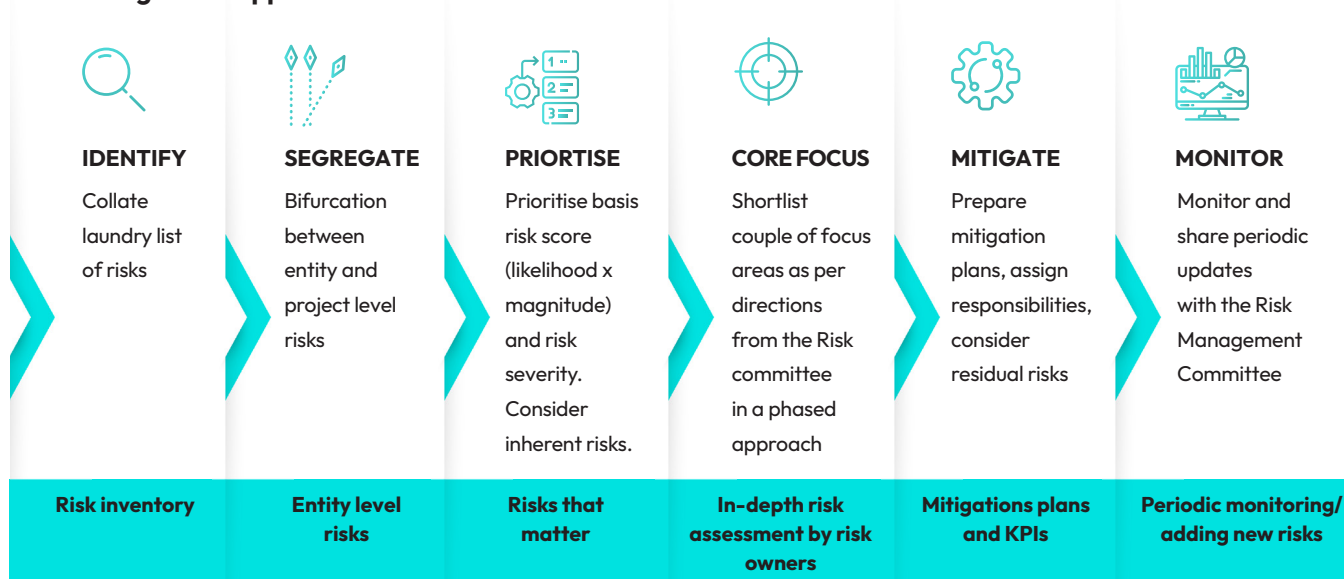 IDENTIFY
Collate
laundry list
of risks
Risk inventory
SEGREGATE
Bifurcation
between
entity and
project level
risks
Entity level
risks
1
2
3
PRIORTISE
Prioritise basis
risk score
(likelihood x
magnitude)
and risk
severity.
Consider
inherent risks.
Risks that
matter
CORE FOCUS
Shortlist
couple of focus
areas as per
directions
from the Risk
committee
in a phased
approach
In-depth risk
assessment by risk
owners
MITIGATE
Prepare
mitigation
plans, assign
responsibilities,
consider
residual risks
Mitigations plans
and KPIs
MONITOR
Monitor and
share periodic
updates
with the Risk
Management
Committee
Periodic monitoring/
adding new risks